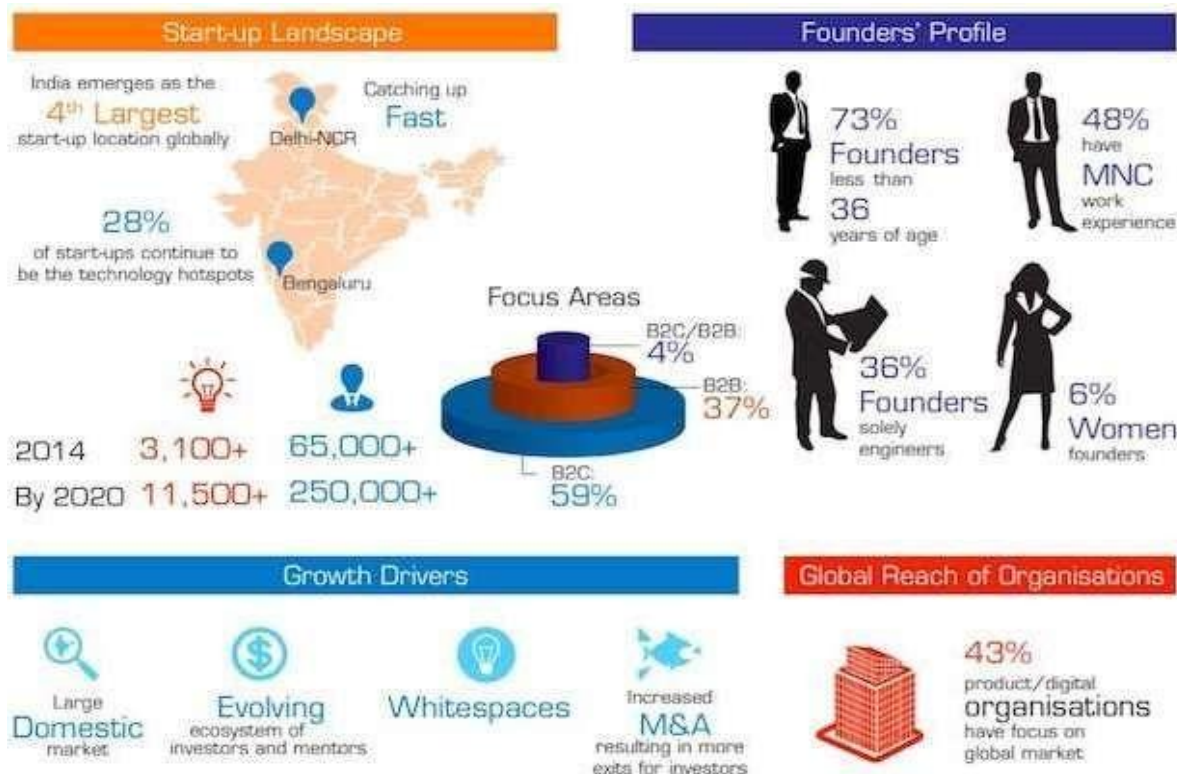 Start-up Landscape
India emerges as the
4th Largest
start-up location globally
Catching up
Fast
Delhi-NCR
28%
of start-ups continue to
be the technology hotspots
Bengaluru
2014 3,100+ 65,000+
By 2020 11,500+ 250,000+
Focus Areas
B2C/B2B:
4%
B2B:
37%
B2C:
59%
Founders' Profile
73%
Founders
less than
36
years of age
48%
have
MNC
work
experience
36%
Founders
solely
engineers
6%
Women
founders
Growth Drivers
Large
Domestic
market
Evolving
ecosystem of
investors and mentors
Whitespaces
Increased
M&A
resulting in more
exits for investors
Global Reach of Organisations
43%
product/digital
organisations
have focus on
global market